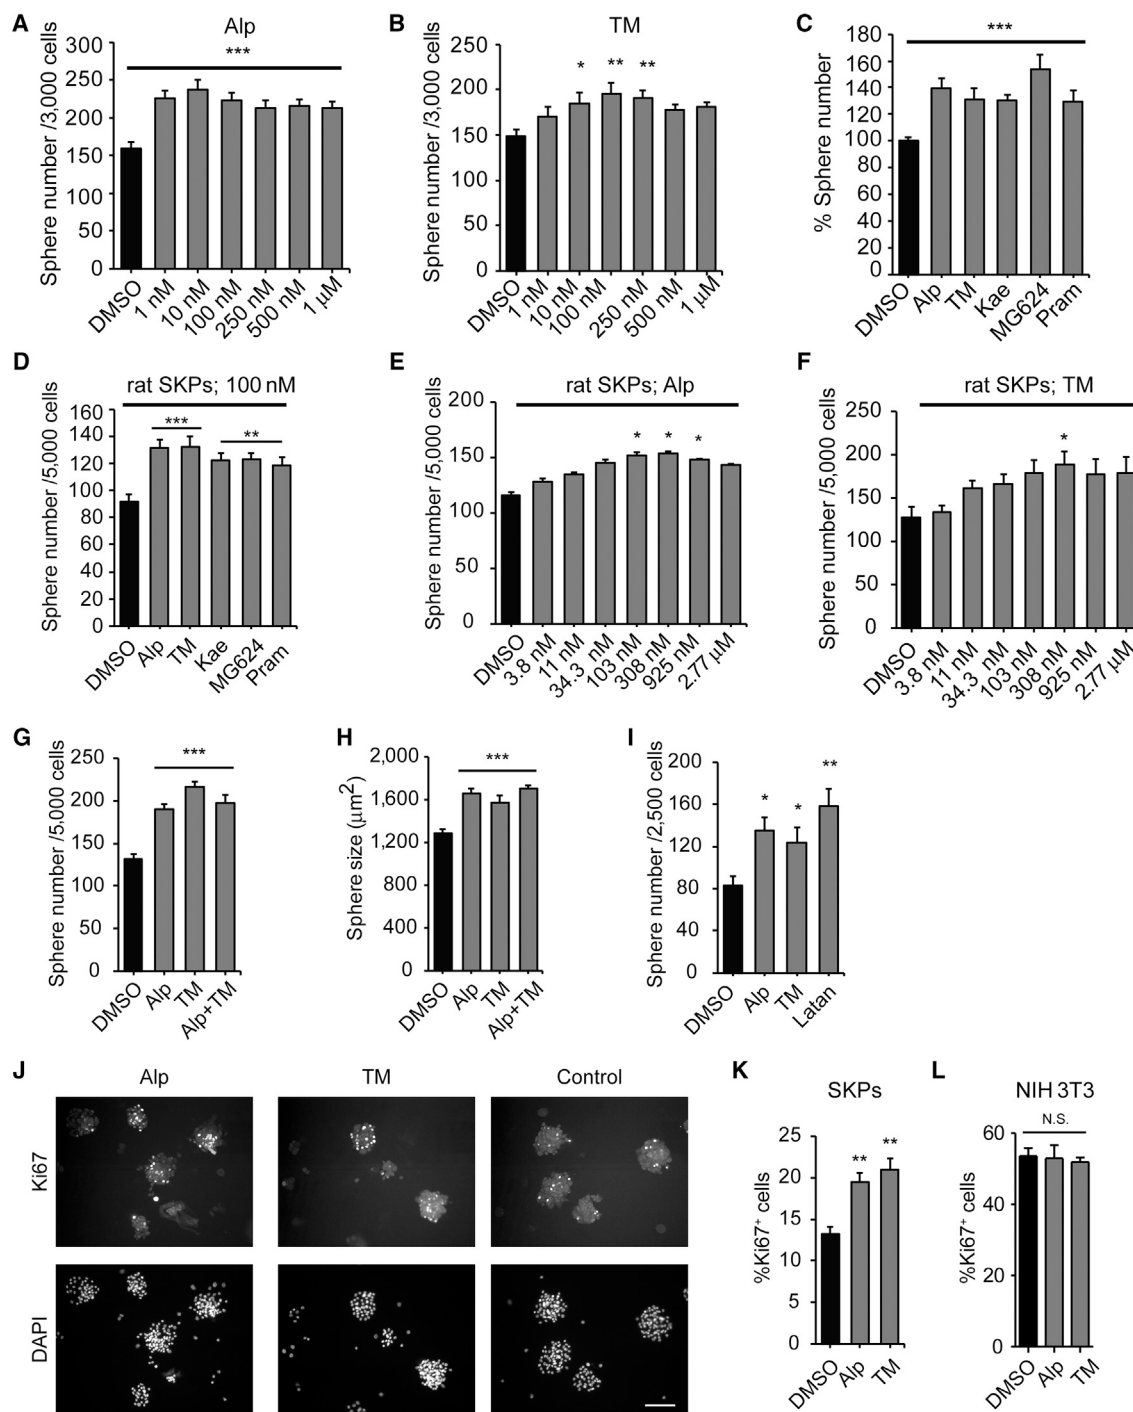 A
Alp
***
Sphere number /3,000 cells
300
250
200
150
100
50
0
DMSO
1 nM
10 nM
100 nM
250 nM
500 nM
1 µM
B
TM
*
**
**
Sphere number /3,000 cells
250
200
150
100
50
0
DMSO
1 nM
10 nM
100 nM
250 nM
500 nM
1 µM
C
***
% Sphere number
180
160
140
120
100
80
60
40
20
0
DMSO
Alp
TM
Kae
MG624
Pram
D
rat SKPs; 100 nM
***
**
Sphere number /5,000 cells
160
140
120
100
80
60
40
20
0
DMSO
Alp
TM
Kae
MG624
Pram
E
rat SKPs; Alp
*
*
*
Sphere number /5,000 cells
200
150
100
50
0
DMSO
3.8 nM
11 nM
34.3 nM
103 nM
308 nM
925 nM
2.77 µM
F
rat SKPs; TM
*
Sphere number /5,000 cells
250
200
150
100
50
0
DMSO
3.8 nM
11 nM
34.3 nM
103 nM
308 nM
925 nM
2.77 µM
G
***
Sphere number /5,000 cells
250
200
150
100
50
0
DMSO
Alp
TM
Alp+TM
H
***
Sphere size (µm²)
2,000
1,600
1,200
800
400
0
DMSO
Alp
TM
Alp+TM
I
*
*
**
Sphere number /2,500 cells
200
160
120
80
40
0
DMSO
Alp
TM
Latan
J
Alp
TM
Control
Ki67
DAPI
K
SKPs
**
**
%Ki67⁺ cells
25
20
15
10
5
0
DMSO
Alp
TM
L
NIH 3T3
N.S.
%Ki67⁺ cells
60
40
20
0
DMSO
Alp
TM